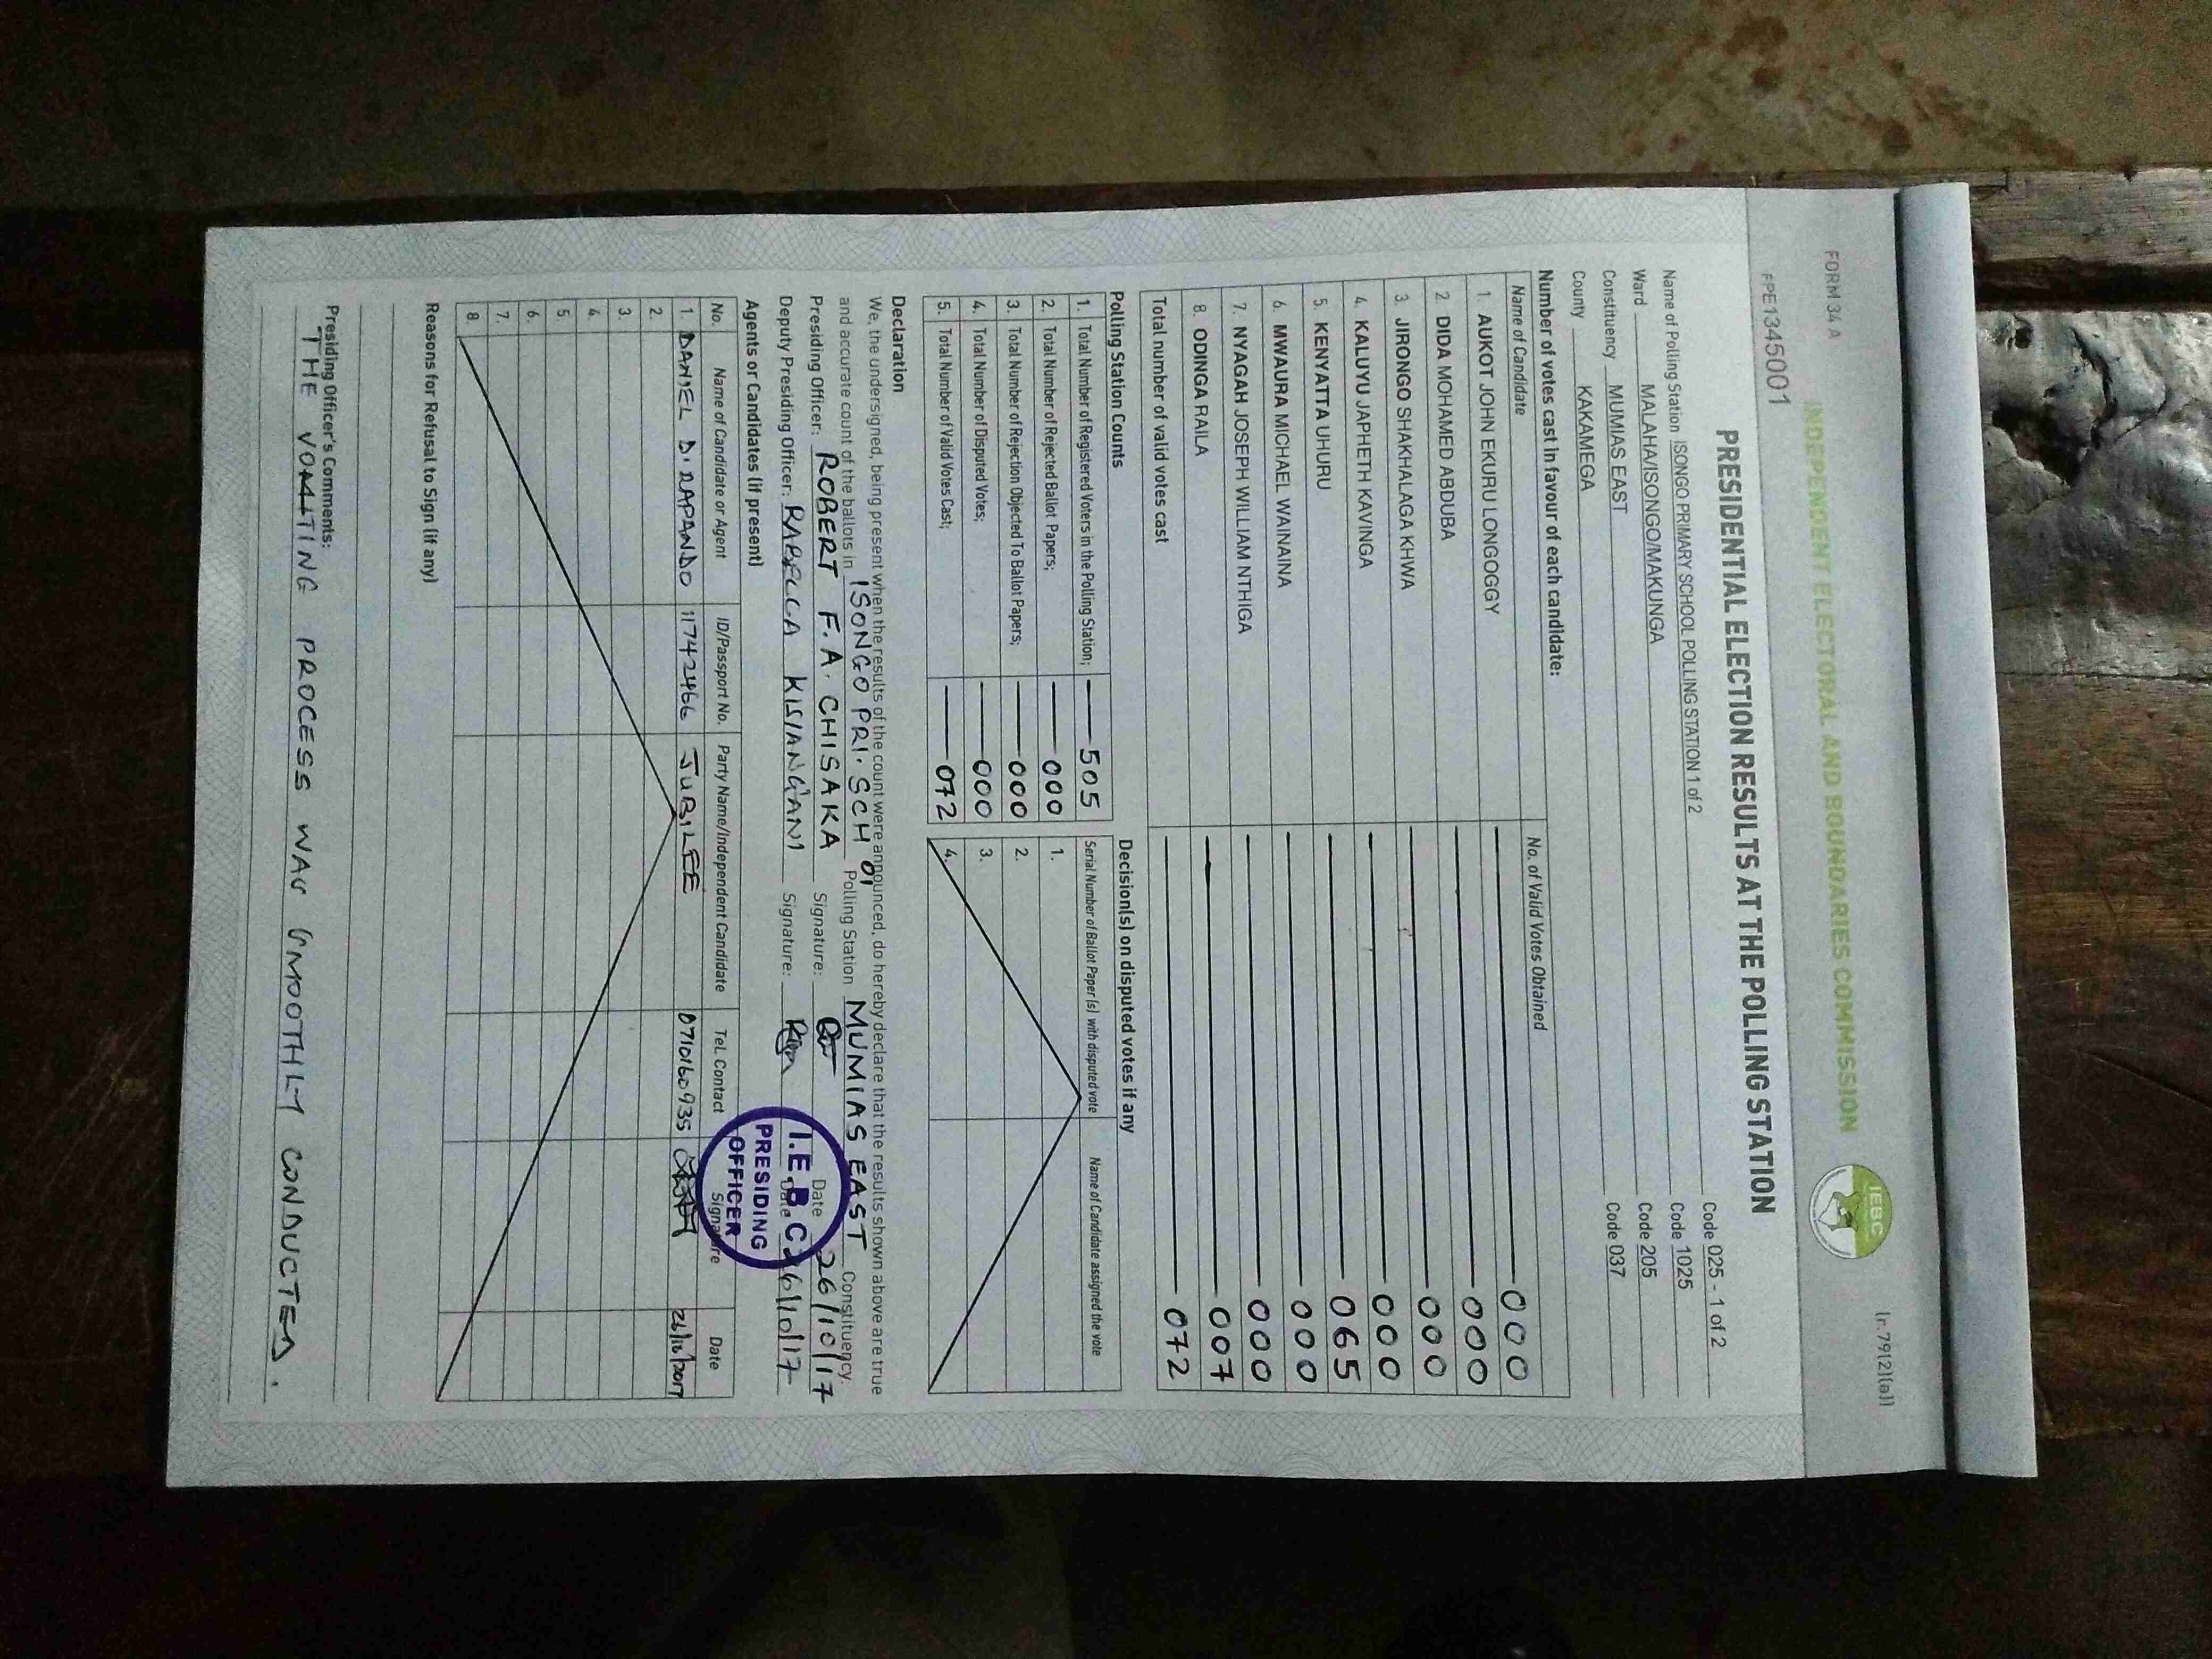 FORM 34 A
(r.79(2)(a))
INDEPENDENT ELECTORAL AND BOUNDARIES COMMISSION
IEBC
FPE1345001
PRESIDENTIAL ELECTION RESULTS AT THE POLLING STATION
Name of Polling Station ISONGO PRIMARY SCHOOL POLLING STATION 1 of 2 Code 025 - 1 of 2
Ward MALAHA/ISONGO/MAKUNGA Code 1025
Constituency MUMIAS EAST Code 205
County KAKAMEGA Code 037
Number of votes cast in favour of each candidate:
Name of Candidate No. of Valid Votes Obtained
1. AUKOT JOHN EKURU LONGOGGY 000
2. DIDA MOHAMED ABDUBA 000
3. JIRONGO SHAKHALAGA KHWA 000
4. KALUYU JAPHETH KAVINGA 000
5. KENYATTA UHURU 065
6. MWAURA MICHAEL WAINAINA 000
7. NYAGAH JOSEPH WILLIAM NTHIGA 000
8. ODINGA RAILA 007
Total number of valid votes cast 072
Polling Station Counts
1. Total Number of Registered Voters in the Polling Station; 505
2. Total Number of Rejected Ballot Papers; 000
3. Total Number of Rejection Objected To Ballot Papers; 000
4. Total Number of Disputed Votes; 000
5. Total Number of Valid Votes Cast; 072
Decision(s) on disputed votes if any
Serial Number of Ballot Paper (s) with disputed vote Name of Candidate assigned the vote
1.
2.
3.
4.
Declaration
We, the undersigned, being present when the results of the count were announced, do hereby declare that the results shown above are true
and accurate count of the ballots in ISONGO PRI. SCH 01 Polling Station MUMIAS EAST Constituency.
Presiding Officer: ROBERT F. A. CHISAKA Signature: Date 26/10/17
Deputy Presiding Officer: RABECCA KISIANG'ANI Signature: Date 26/10/17
I.E.B.C
PRESIDING
OFFICER
Agents or Candidates (if present)
No. Name of Candidate or Agent ID/Passport No. Party Name/Independent Candidate Tel. Contact Signature Date
1. DANIEL D. RAPANDO 11742466 JUBILEE 0710160935 26/10/2017
2.
3.
4.
5.
6.
7.
8.
Reasons for Refusal to Sign (if any)
Presiding Officer's Comments:
THE PROCESS WAS SMOOTHLY CONDUCTED.